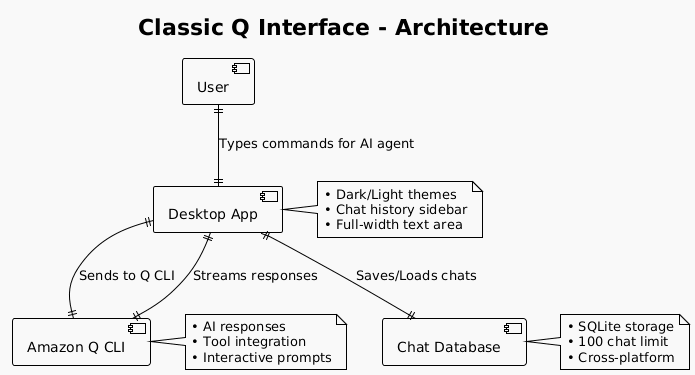 Classic Q Interface - Architecture
User
Types commands for AI agent
Desktop App
• Dark/Light themes
• Chat history sidebar
• Full-width text area
Sends to Q CLI
Streams responses
Saves/Loads chats
Amazon Q CLI
• AI responses
• Tool integration
• Interactive prompts
Chat Database
• SQLite storage
• 100 chat limit
• Cross-platform